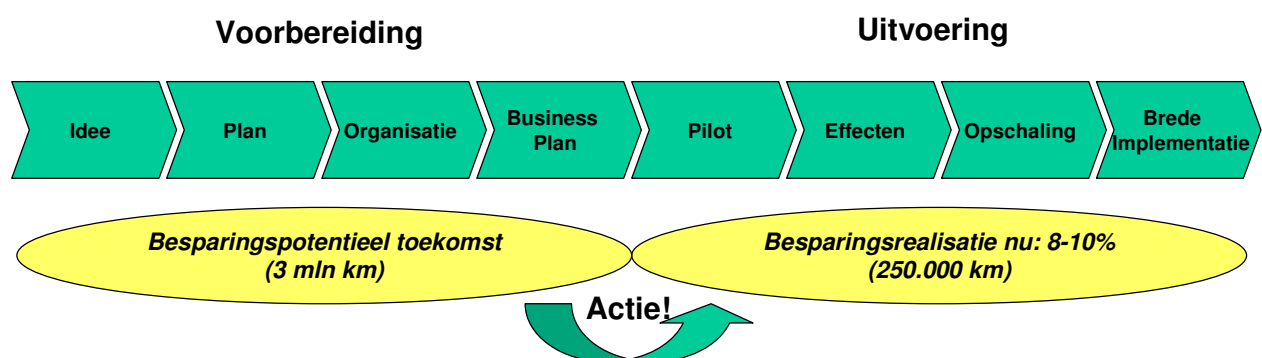 Voorbereiding
Uitvoering
Idee
Plan
Organisatie
Business
Plan
Pilot
Effecten
Opschaling
Brede
Implementatie
Besparingspotentieel toekomst
(3 mln km)
Besparingsrealisatie nu: 8-10%
(250.000 km)
Actie!